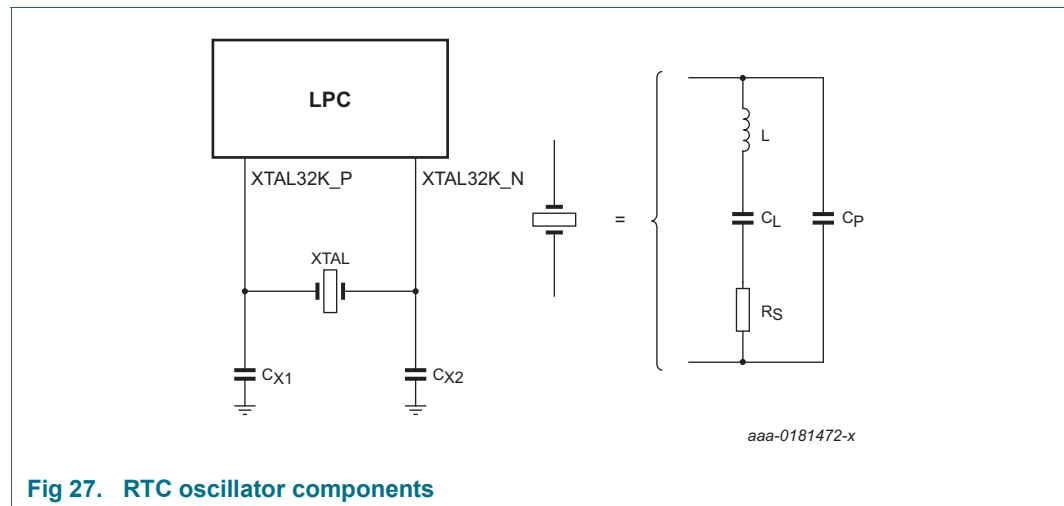 LPC
XTAL32K_P
XTAL32K_N
XTAL
CX1
CX2
=
L
CL
CP
RS
aaa-0181472-x
Fig 27. RTC oscillator components